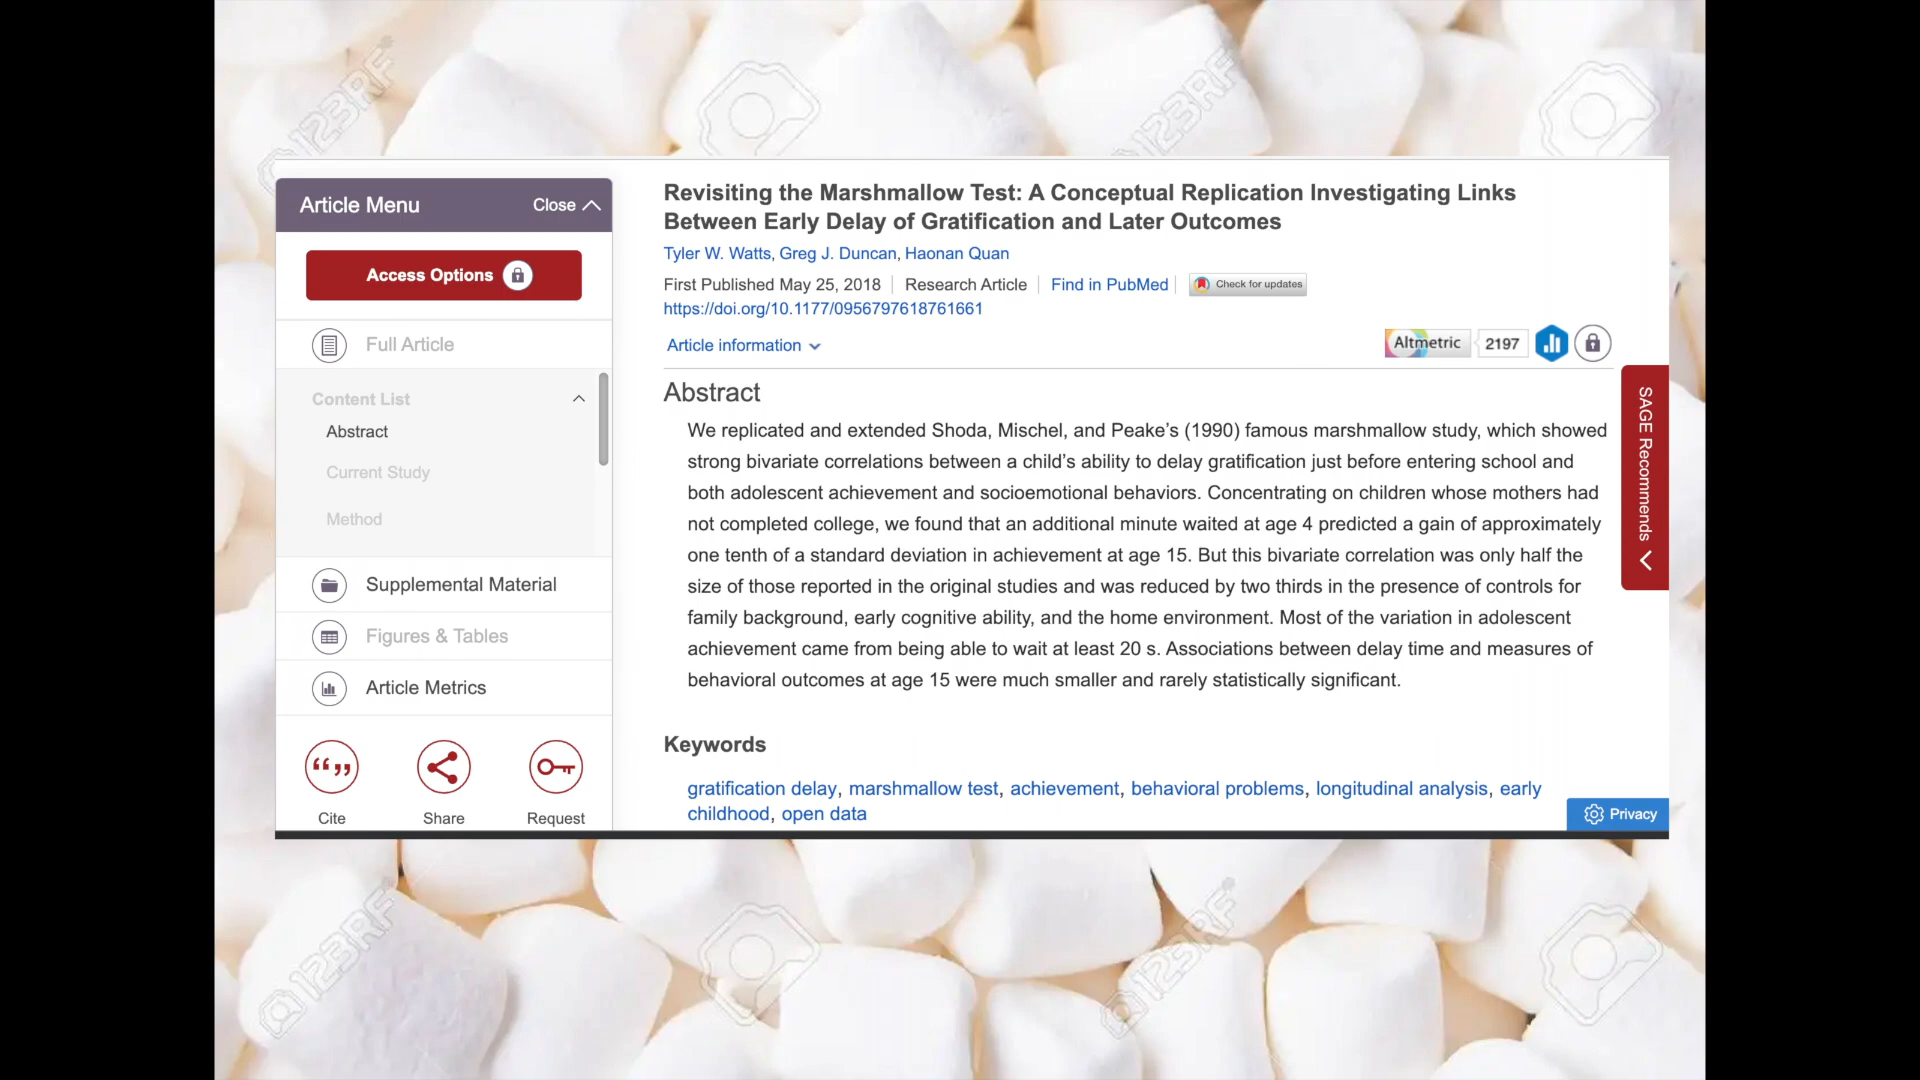 Article Menu
Close
Access Options
Full Article
Content List
Abstract
Current Study
Method
Supplemental Material
Figures & Tables
Article Metrics
Cite
Share
Request
Revisiting the Marshmallow Test: A Conceptual Replication Investigating Links
Between Early Delay of Gratification and Later Outcomes
Tyler W. Watts, Greg J. Duncan, Haonan Quan
First Published May 25, 2018 | Research Article | Find in PubMed | Check for updates
https://doi.org/10.1177/0956797618761661
Article information
Altmetric 2197
Abstract
We replicated and extended Shoda, Mischel, and Peake’s (1990) famous marshmallow study, which showed
strong bivariate correlations between a child’s ability to delay gratification just before entering school and
both adolescent achievement and socioemotional behaviors. Concentrating on children whose mothers had
not completed college, we found that an additional minute waited at age 4 predicted a gain of approximately
one tenth of a standard deviation in achievement at age 15. But this bivariate correlation was only half the
size of those reported in the original studies and was reduced by two thirds in the presence of controls for
family background, early cognitive ability, and the home environment. Most of the variation in adolescent
achievement came from being able to wait at least 20 s. Associations between delay time and measures of
behavioral outcomes at age 15 were much smaller and rarely statistically significant.
Keywords
gratification delay, marshmallow test, achievement, behavioral problems, longitudinal analysis, early
childhood, open data
SAGE Recommends
Privacy
123RF
123RF
123RF
123RF